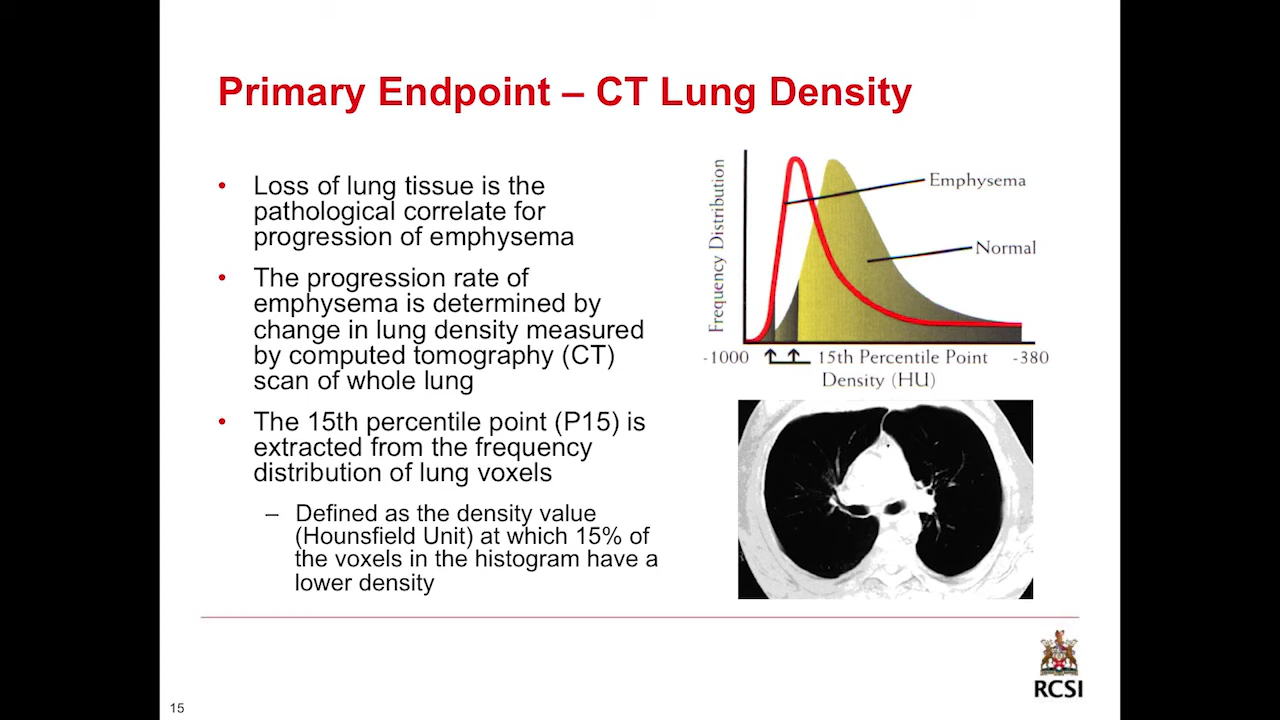 Primary Endpoint – CT Lung Density
• Loss of lung tissue is the
pathological correlate for
progression of emphysema
• The progression rate of
emphysema is determined by
change in lung density measured
by computed tomography (CT)
scan of whole lung
• The 15th percentile point (P15) is
extracted from the frequency
distribution of lung voxels
– Defined as the density value
(Hounsfield Unit) at which 15% of
the voxels in the histogram have a
lower density
Frequency Distribution
Emphysema
Normal
-1000
15th Percentile Point
-380
Density (HU)
RCSI
15